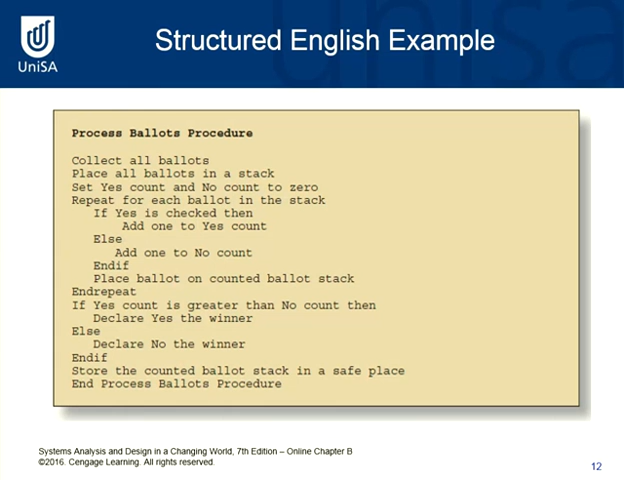 UniSA
Structured English Example
Process Ballots Procedure
Collect all ballots
Place all ballots in a stack
Set Yes count and No count to zero
Repeat for each ballot in the stack
If Yes is checked then
Add one to Yes count
Else
Add one to No count
Endif
Place ballot on counted ballot stack
Endrepeat
If Yes count is greater than No count then
Declare Yes the winner
Else
Declare No the winner
Endif
Store the counted ballot stack in a safe place
End Process Ballots Procedure
Systems Analysis and Design in a Changing World, 7th Edition – Online Chapter B
©2016. Cengage Learning. All rights reserved.
12